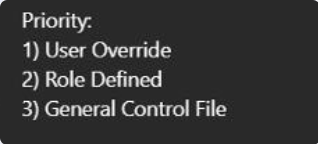 Priority:
1) User Override
2) Role Defined
3) General Control File